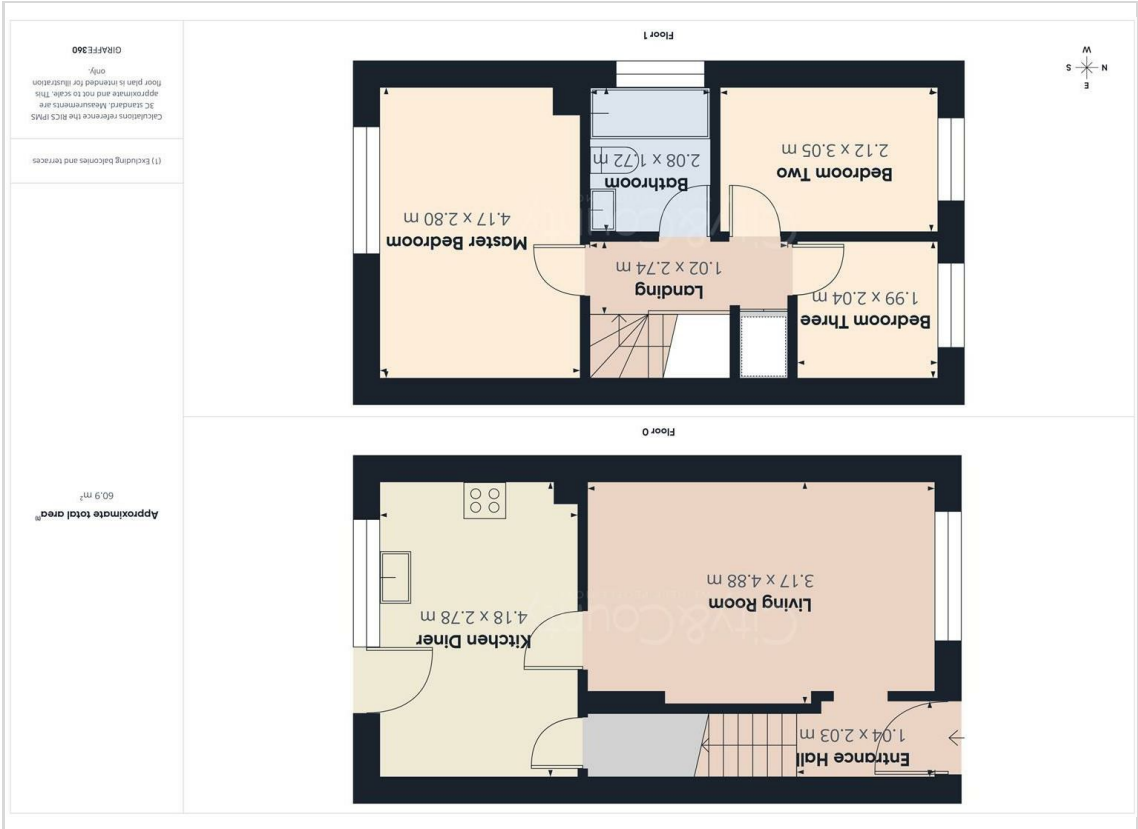 Floor 0
Entrance Hall
1.04 x 2.03 m
Living Room
3.17 x 4.88 m
Kitchen Diner
4.18 x 2.78 m
City&County
Floor 1
Bedroom Three
1.99 x 2.04 m
Landing
1.02 x 2.74 m
Master Bedroom
4.17 x 2.80 m
Bedroom Two
2.12 x 3.05 m
Bathroom
2.08 x 1.72 m
City&County
N
E
S
W
Approximate total area⁽¹⁾
60.9 m²
(1) Excluding balconies and terraces
Calculations reference the RICS IPMS
3C standard. Measurements are
approximate and not to scale. This
floor plan is intended for illustration
only.
GIRAFFE360